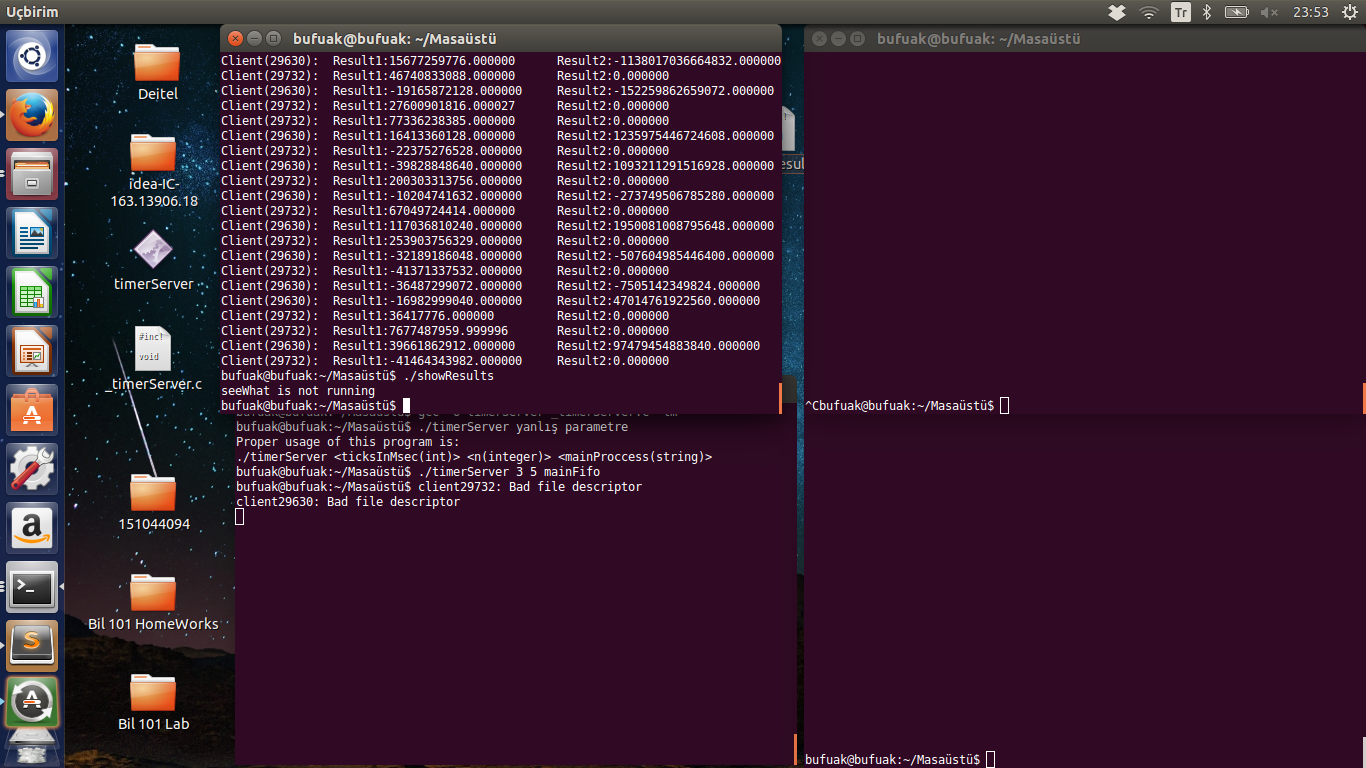 Uçbirim
Tr
23:53
Deitel
idea-IC-
163.13906.18
timerServer
#inc!
void
_timerServer.c
151044094
Bil 101 HomeWorks
Bil 101 Lab
bufuak@bufuak: ~/Masaüstü
Client(29630):  Result1:15677259776.000000      Result2:-1138017036664832.000000
Client(29732):  Result1:46740833088.000000      Result2:0.000000
Client(29630):  Result1:-19165872128.000000     Result2:-152259862659072.000000
Client(29732):  Result1:27600901816.000027      Result2:0.000000
Client(29732):  Result1:77336238385.000000      Result2:0.000000
Client(29630):  Result1:16413360128.000000      Result2:1235975446724608.000000
Client(29732):  Result1:-22375276528.000000     Result2:0.000000
Client(29630):  Result1:-39828848640.000000     Result2:1093211291516928.000000
Client(29732):  Result1:200303313756.000000     Result2:0.000000
Client(29630):  Result1:-10204741632.000000     Result2:-273749506785280.000000
Client(29732):  Result1:67049724414.000000      Result2:0.000000
Client(29630):  Result1:117036810240.000000     Result2:1950081008795648.000000
Client(29732):  Result1:253903756329.000000     Result2:0.000000
Client(29630):  Result1:-32189186048.000000     Result2:-507604985446400.000000
Client(29732):  Result1:-41371337532.000000     Result2:0.000000
Client(29630):  Result1:-36487299072.000000     Result2:-7505142349824.000000
Client(29630):  Result1:-16982999040.000000     Result2:47014761922560.000000
Client(29732):  Result1:36417776.000000         Result2:0.000000
Client(29732):  Result1:7677487959.999996       Result2:0.000000
Client(29630):  Result1:39661862912.000000      Result2:97479454883840.000000
Client(29732):  Result1:-41464343982.000000     Result2:0.000000
bufuak@bufuak:~/Masaüstü$ ./showResults
seeWhat is not running
bufuak@bufuak:~/Masaüstü$
bufuak@bufuak:~/Masaüstü$ ./timerServer yanlış parametre
Proper usage of this program is:
./timerServer <ticksInMsec(int)> <n(integer)> <mainProccess(string)>
bufuak@bufuak:~/Masaüstü$ ./timerServer 3 5 mainFifo
bufuak@bufuak:~/Masaüstü$ client29732: Bad file descriptor
client29630: Bad file descriptor
bufuak@bufuak: ~/Masaüstü
^Cbufuak@bufuak:~/Masaüstü$
bufuak@bufuak:~/Masaüstü$